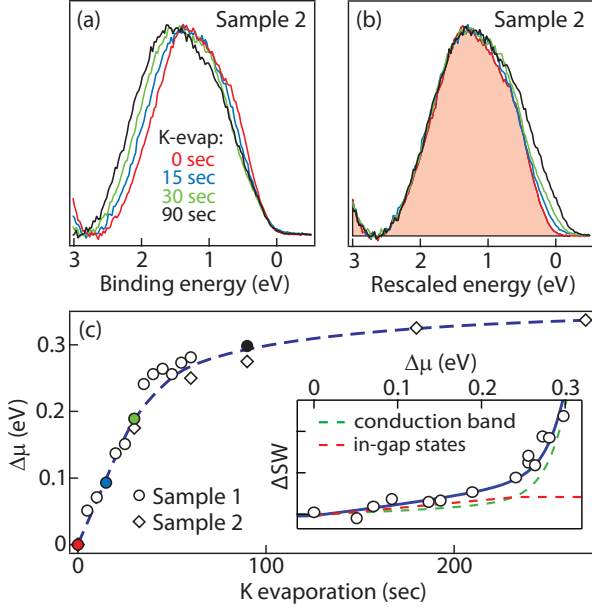 (a) Sample 2
K-evap:
0 sec
15 sec
30 sec
90 sec
3 2 1 0
Binding energy (eV)
(b) Sample 2
3 2 1 0
Rescaled energy (eV)
(c)
Δμ (eV)
0.3
0.2
0.1
0
Sample 1
Sample 2
0 100 200
K evaporation (sec)
Δμ (eV)
0 0.1 0.2 0.3
conduction band
in-gap states
ΔSW